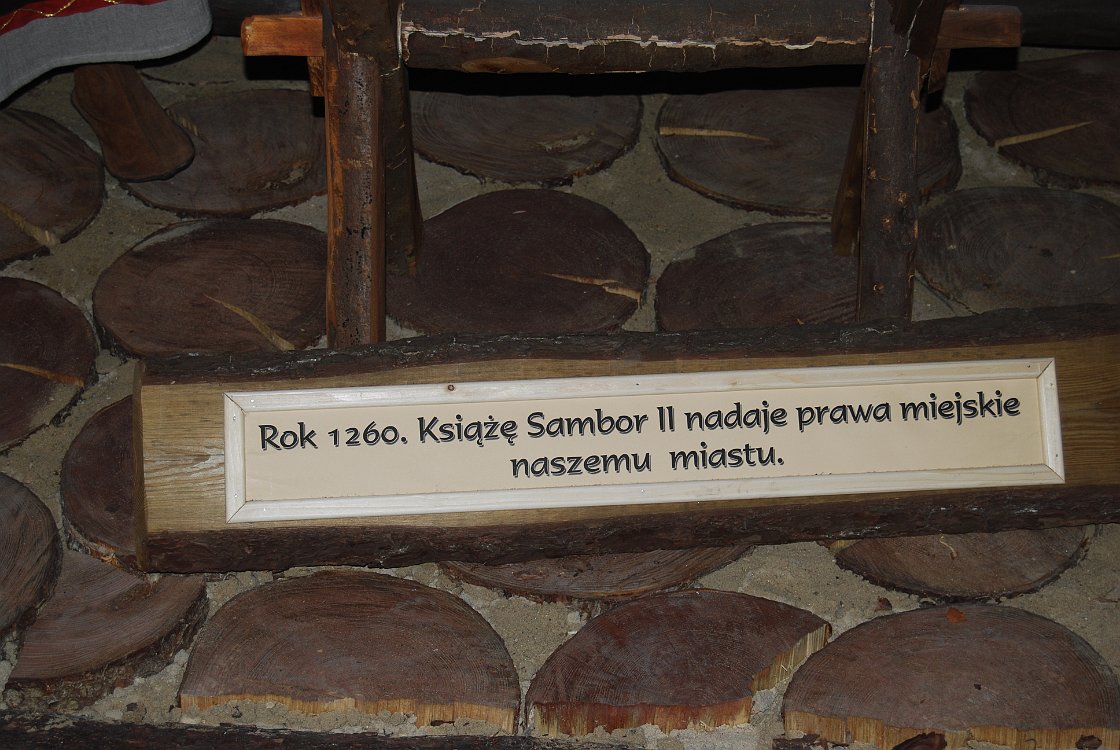 Rok 1260. Książę Sambor II nadaje prawa miejskie
naszemu miastu.